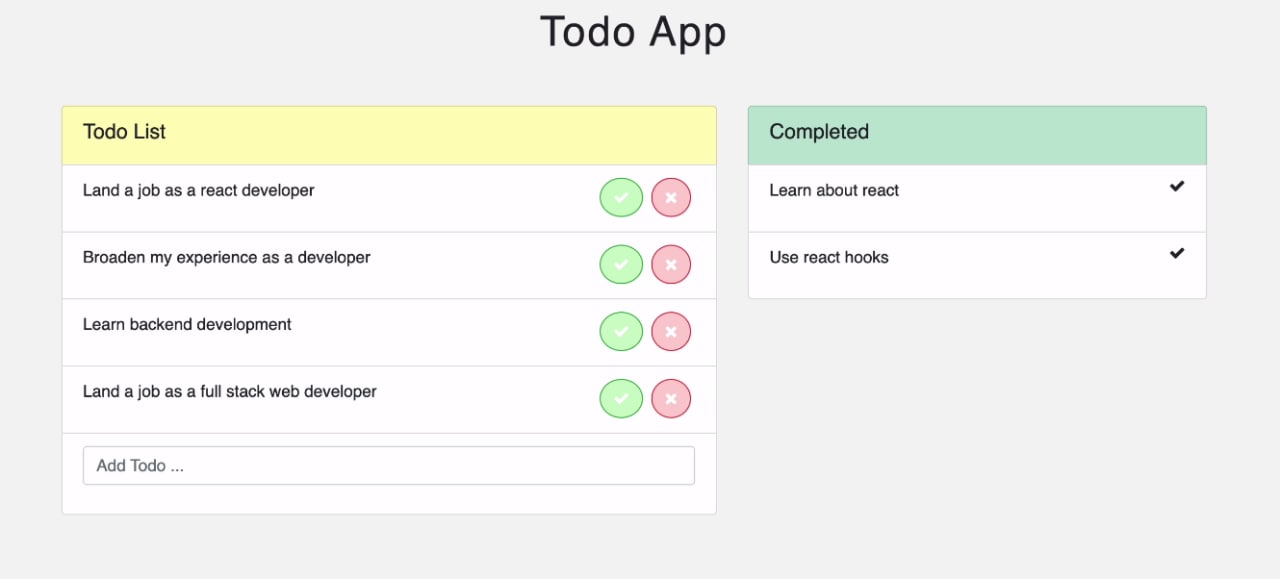 Todo App
Todo List
Land a job as a react developer
Broaden my experience as a developer
Learn backend development
Land a job as a full stack web developer
Add Todo ...
Completed
Learn about react
Use react hooks